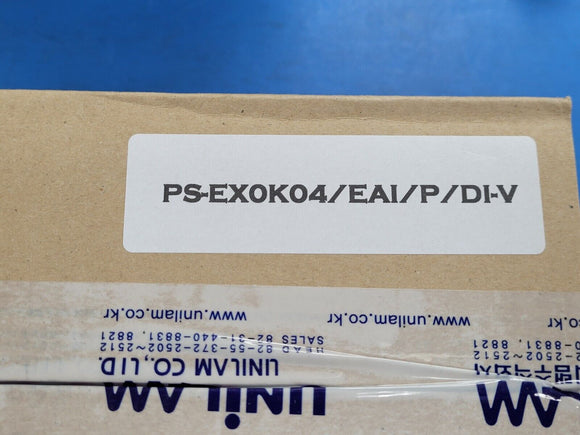 PS-EX0K04/EAI/P/DI-V
www.unilam.co.kr
www.unilam.co.kr
HEAD 82-55-372-2502~2512
SALES 82-31-440-8831, 8821
UNILAM CO., LTD.
UNILAM